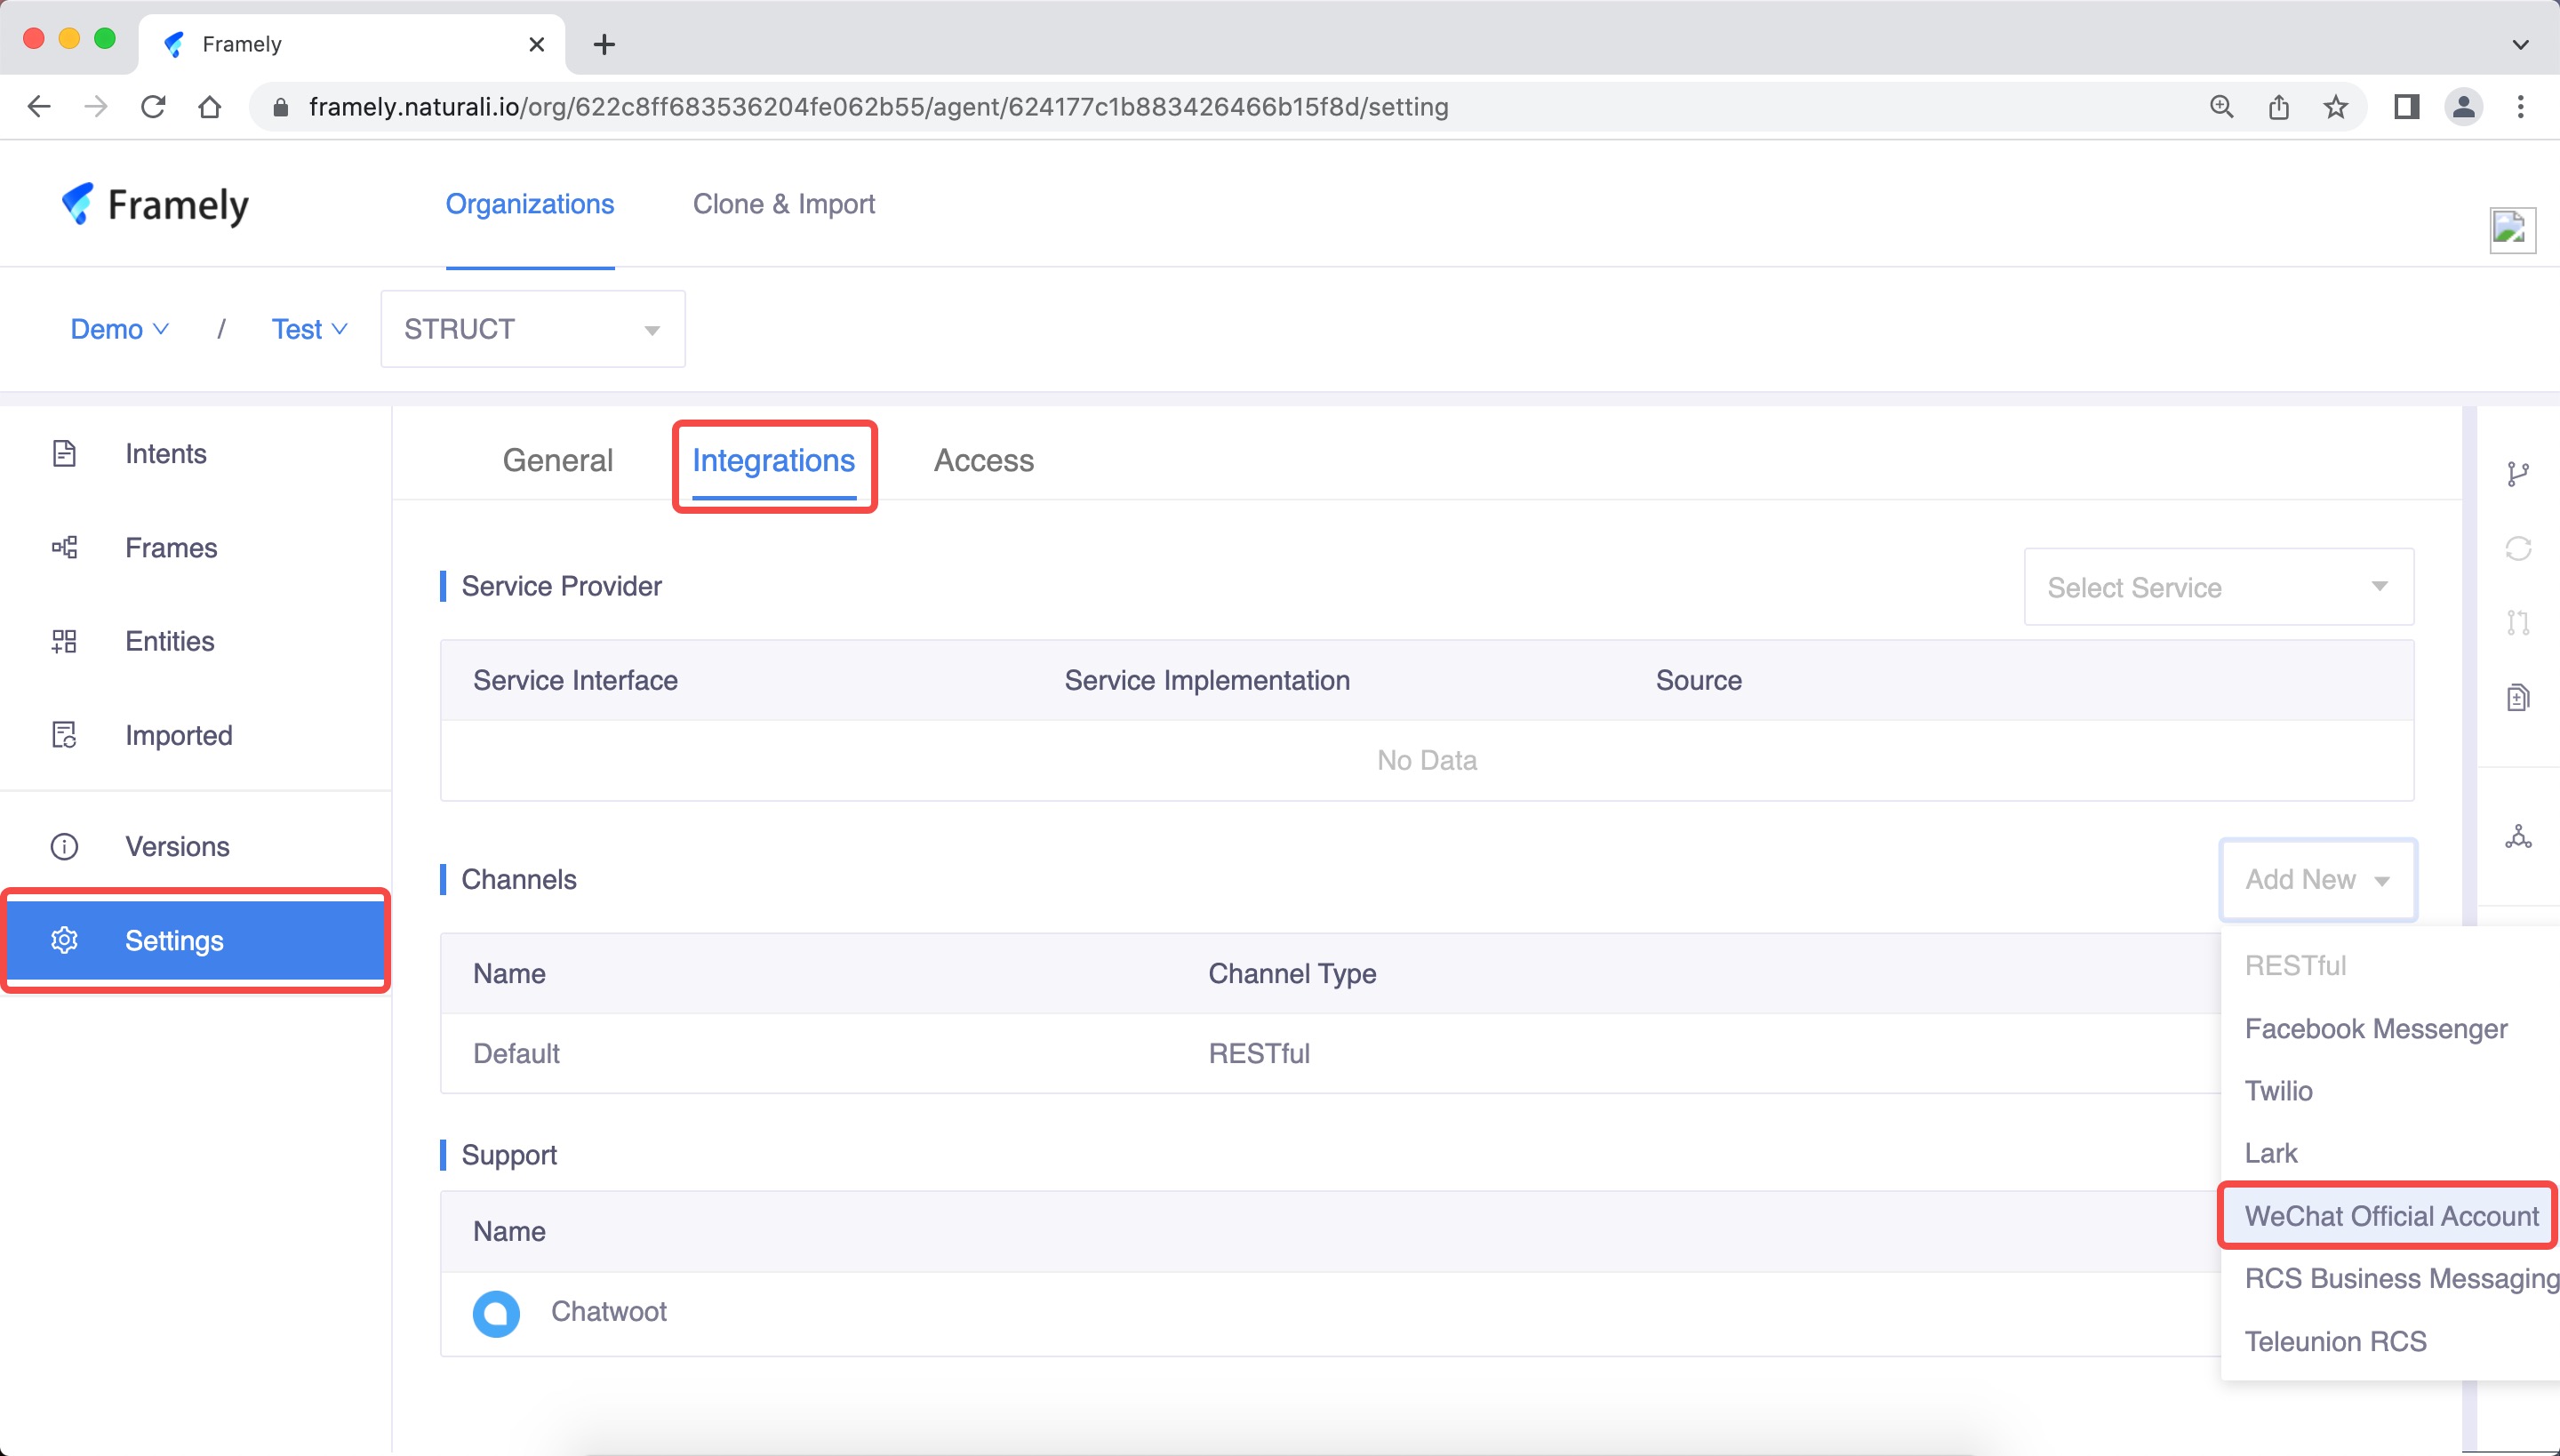 Framely
framely.naturali.io/org/622c8ff683536204fe062b55/agent/624177c1b883426466b15f8d/setting
Framely
Organizations
Clone & Import
Demo
/
Test
STRUCT
Intents
Frames
Entities
Imported
Versions
Settings
General
Integrations
Access
Service Provider
Select Service
Service Interface
Service Implementation
Source
No Data
Channels
Add New
Name
Channel Type
Default
RESTful
RESTful
Facebook Messenger
Twilio
Lark
WeChat Official Account
RCS Business Messaging
Teleunion RCS
Support
Name
Chatwoot